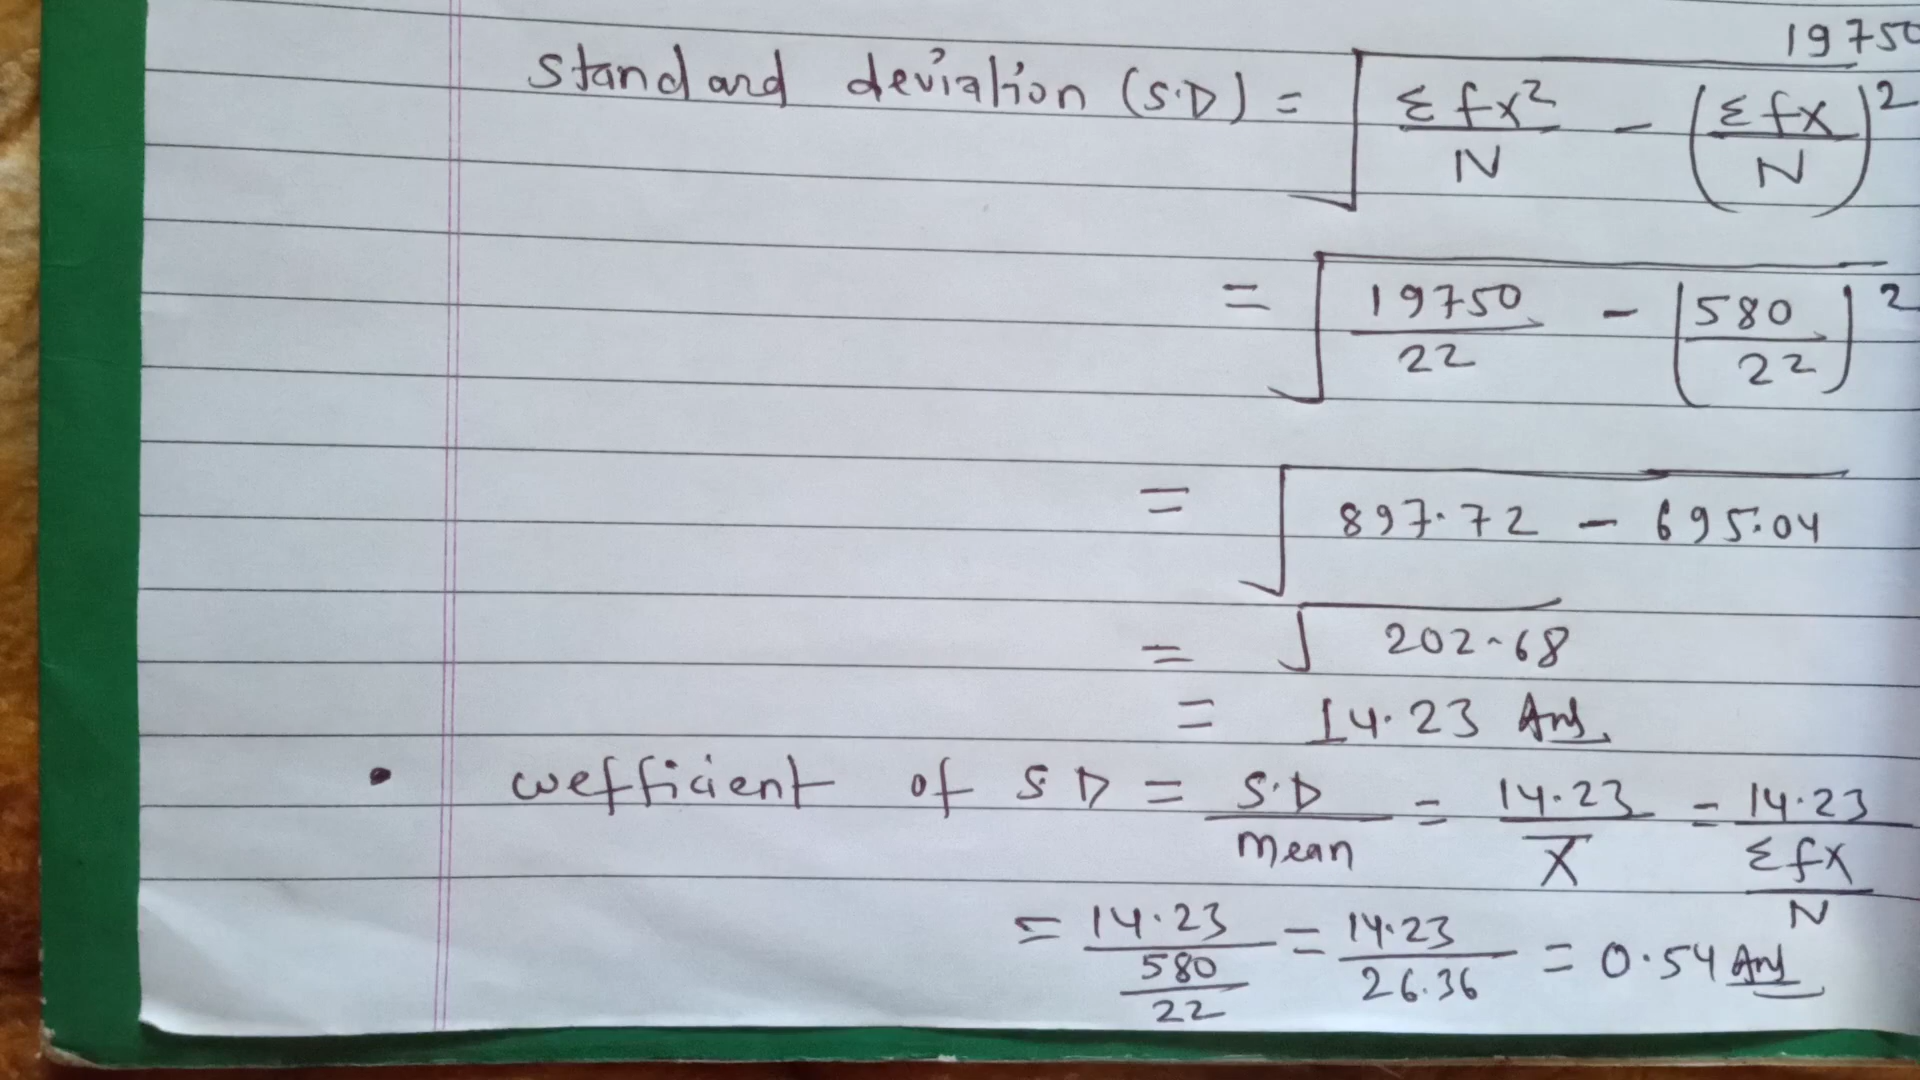 19750
Standard deviation (S.D) = √(Σfx²/N - (Σfx/N)²)
= √(19750/22 - (580/22)²)
= √(897.72 - 695.04)
= √202.68
= 14.23 Ans.
• coefficient of S.D = S.D/Mean = 14.23/X̄ = 14.23/(Σfx/N)
= 14.23/(580/22) = 14.23/26.36 = 0.54 Ans